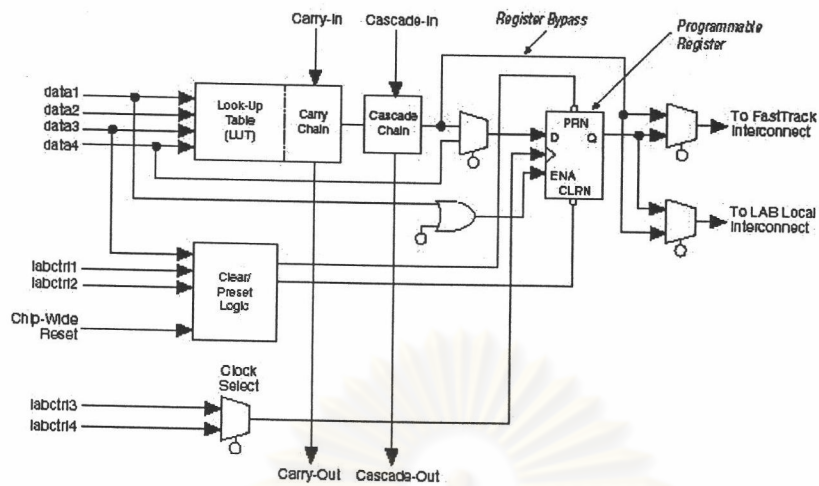 Carry-In
Cascade-In
Register Bypass
Programmable
Register
data1
data2
data3
data4
Look-Up
Table
(LUT)
Carry
Chain
Cascade
Chain
PRN
D
Q
ENA
CLRN
To FastTrack
Interconnect
To LAB Local
Interconnect
labctrl1
labctrl2
Clear/
Preset
Logic
Chip-Wide
Reset
Clock
Select
labctrl3
labctrl4
Carry-Out
Cascade-Out